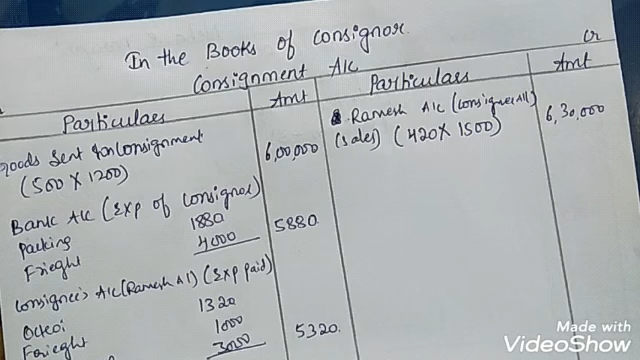 In the Books of Consignor.
Consignment A/c
Cr
Particulars Amt Particulars Amt
Goods Sent on Consignment 6,00,000
(500 x 1200)
Ramesh A/c (Consignee A/c) 6,30,000
(Sales) (420 x 1500)
Bank A/c (Exp of Consignor)
Packing 1880
Frieght 4000 5880
Consignee's A/c (Ramesh A/c) (Exp paid)
Octroi 1320
Frieght 1000
3000 5320.
Made with
VideoShow